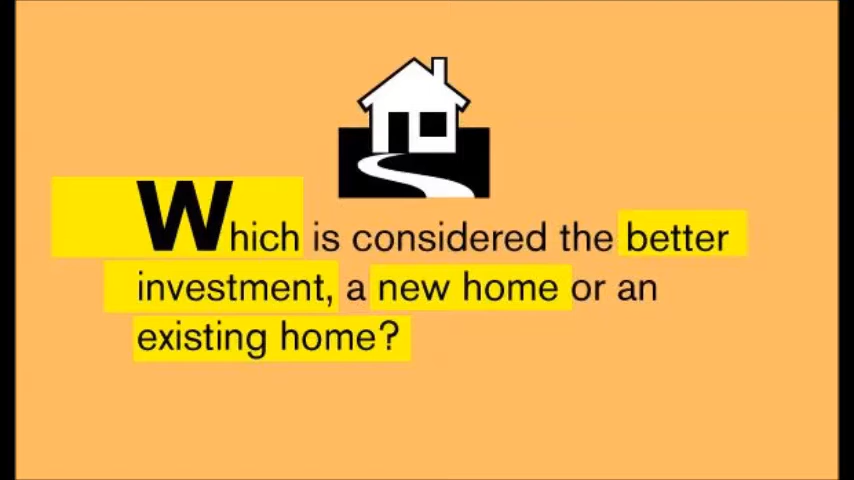 Which is considered the better
investment, a new home or an
existing home?